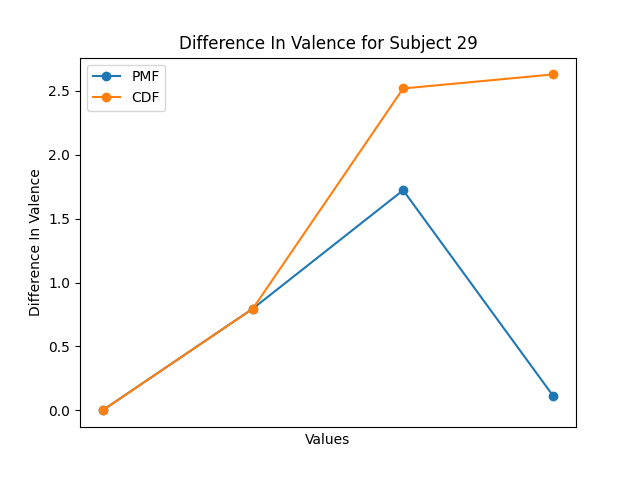 Difference In Valence for Subject 29
PMF
CDF
2.5
2.0
1.5
1.0
0.5
0.0
Difference In Valence
Values